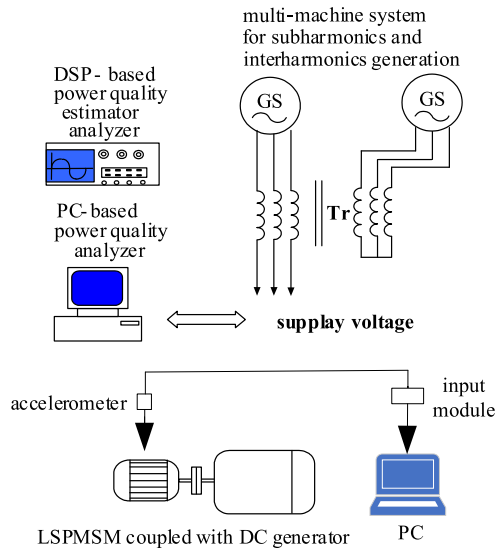 multi-machine system
for subharmonics and
interharmonics generation
DSP- based
power quality
estimator
analyzer
GS
GS
PC-based
power quality
analyzer
Tr
supplay voltage
accelerometer
input
module
LSPMSM coupled with DC generator
PC